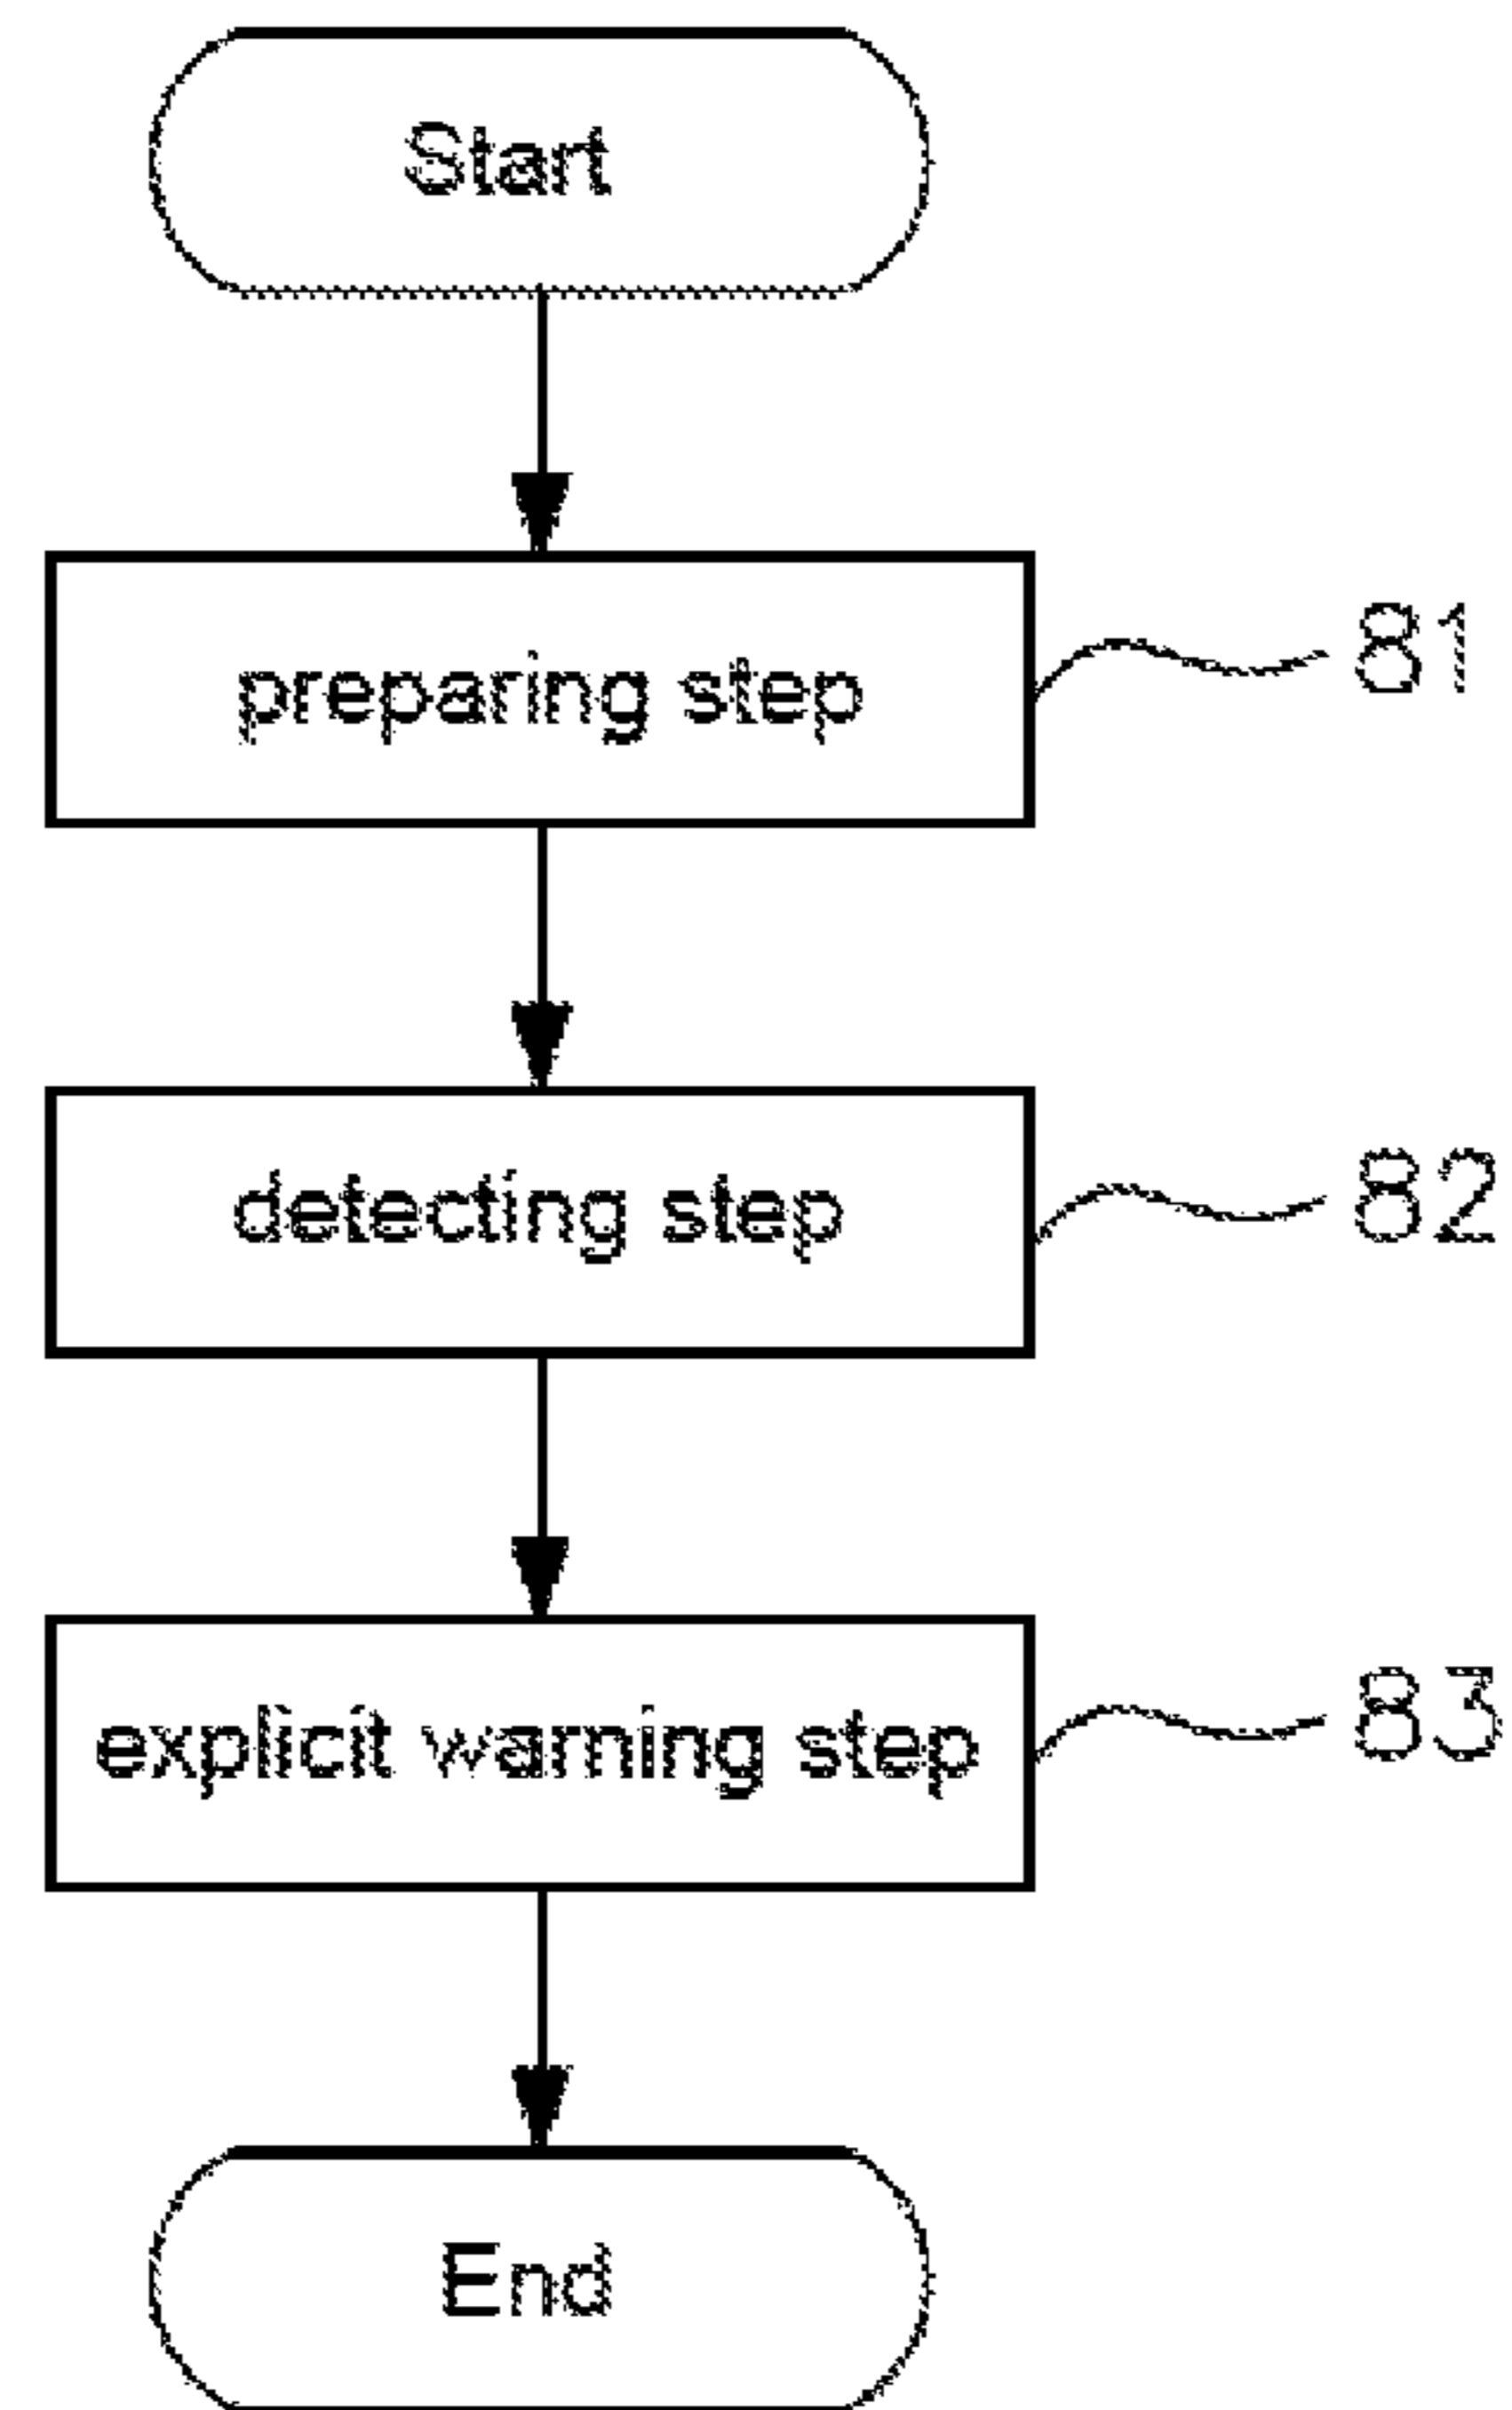 Start
preparing step 81
detecting step 82
explicit warning step 83
End